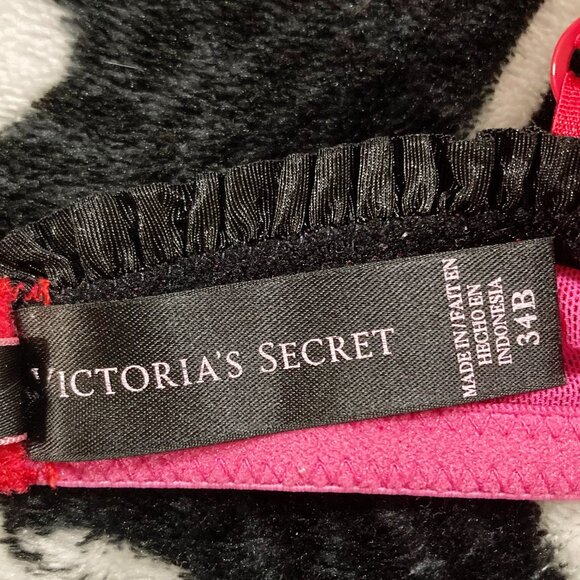 VICTORIA'S SECRET
MADE IN/FAIT EN
HECHO EN
INDONESIA
34B